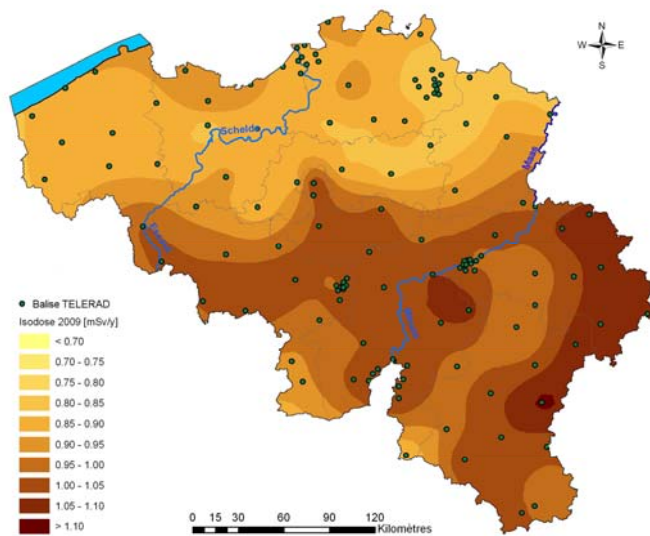 N
W E
S
Scheld
Maas
Balise TELERAD
Isodose 2009 [mSv/y]
< 0.70
0.70 - 0.75
0.75 - 0.80
0.80 - 0.85
0.85 - 0.90
0.90 - 0.95
0.95 - 1.00
1.00 - 1.05
1.05 - 1.10
> 1.10
0 15 30 60 90 120
Kilomètres